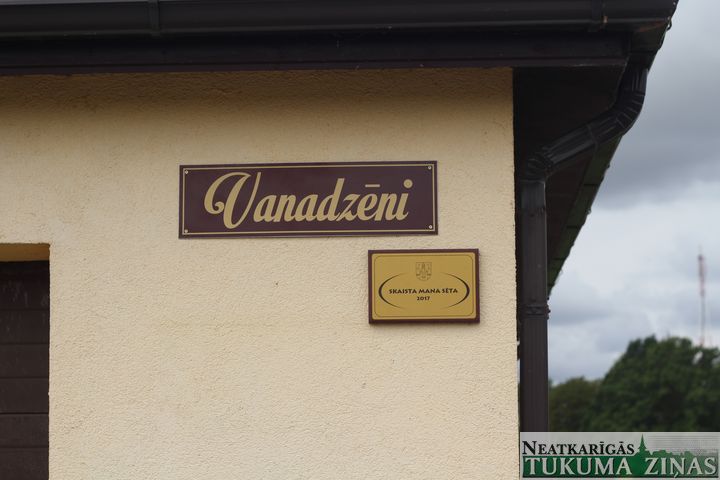 Vanadzēni
SKAISTA MANA SĒTA
2017
NEATKARĪGĀS
TUKUMA ZIŅAS